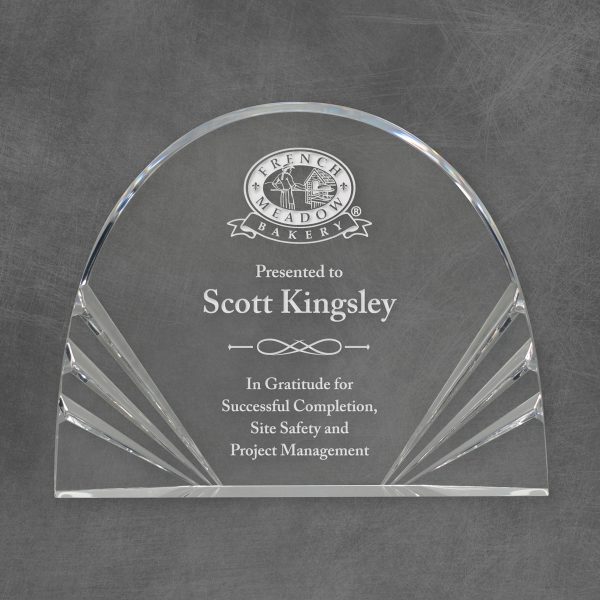 FRENCH
MEADOW
BAKERY®
Presented to
Scott Kingsley
In Gratitude for
Successful Completion,
Site Safety and
Project Management